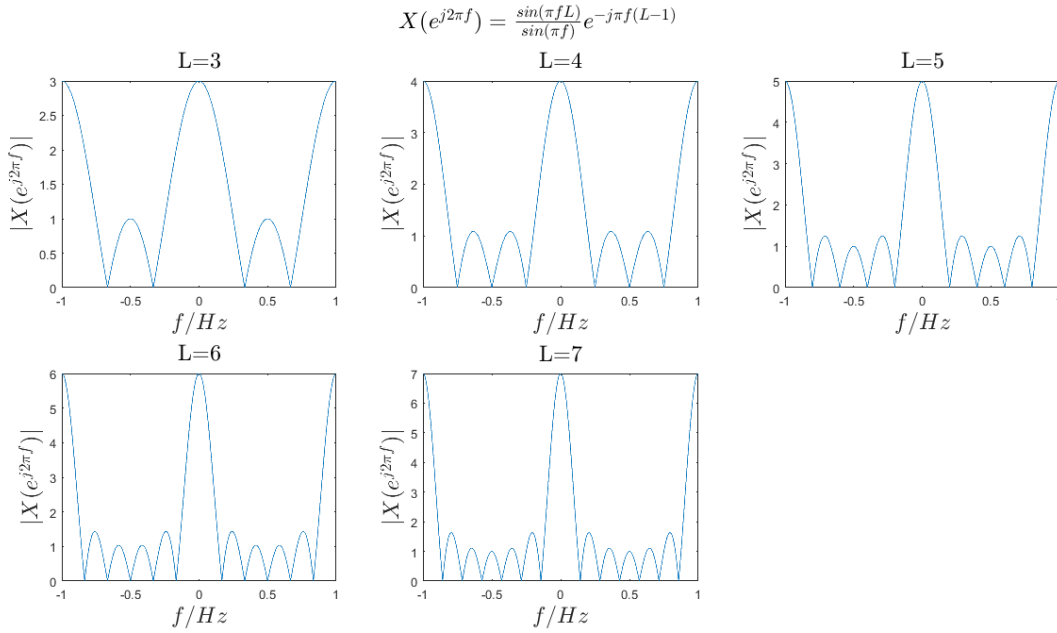 X(e^{j2πf}) = \frac{sin(πfL)}{sin(πf)} e^{-jπf(L-1)}
L=3
|X(e^{j2πf})|
3
2.5
2
1.5
1
0.5
0
-1 -0.5 0 0.5 1
f/Hz
L=4
|X(e^{j2πf})|
4
3
2
1
0
-1 -0.5 0 0.5 1
f/Hz
L=5
|X(e^{j2πf})|
5
4
3
2
1
0
-1 -0.5 0 0.5 1
f/Hz
L=6
|X(e^{j2πf})|
6
5
4
3
2
1
0
-1 -0.5 0 0.5 1
f/Hz
L=7
|X(e^{j2πf})|
7
6
5
4
3
2
1
0
-1 -0.5 0 0.5 1
f/Hz